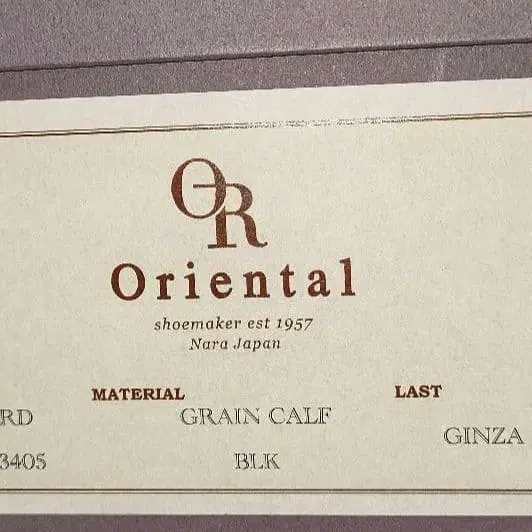 OR
Oriental
shoemaker est 1957
Nara Japan
MATERIAL LAST
RD GRAIN CALF
GINZA
3405 BLK